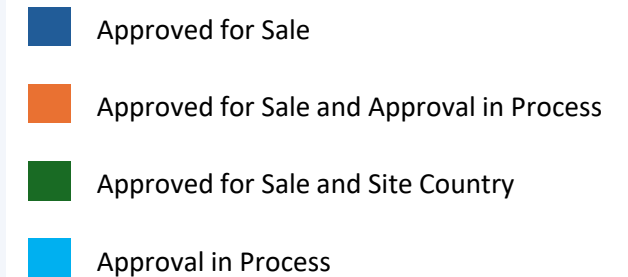 Approved for Sale
Approved for Sale and Approval in Process
Approved for Sale and Site Country
Approval in Process